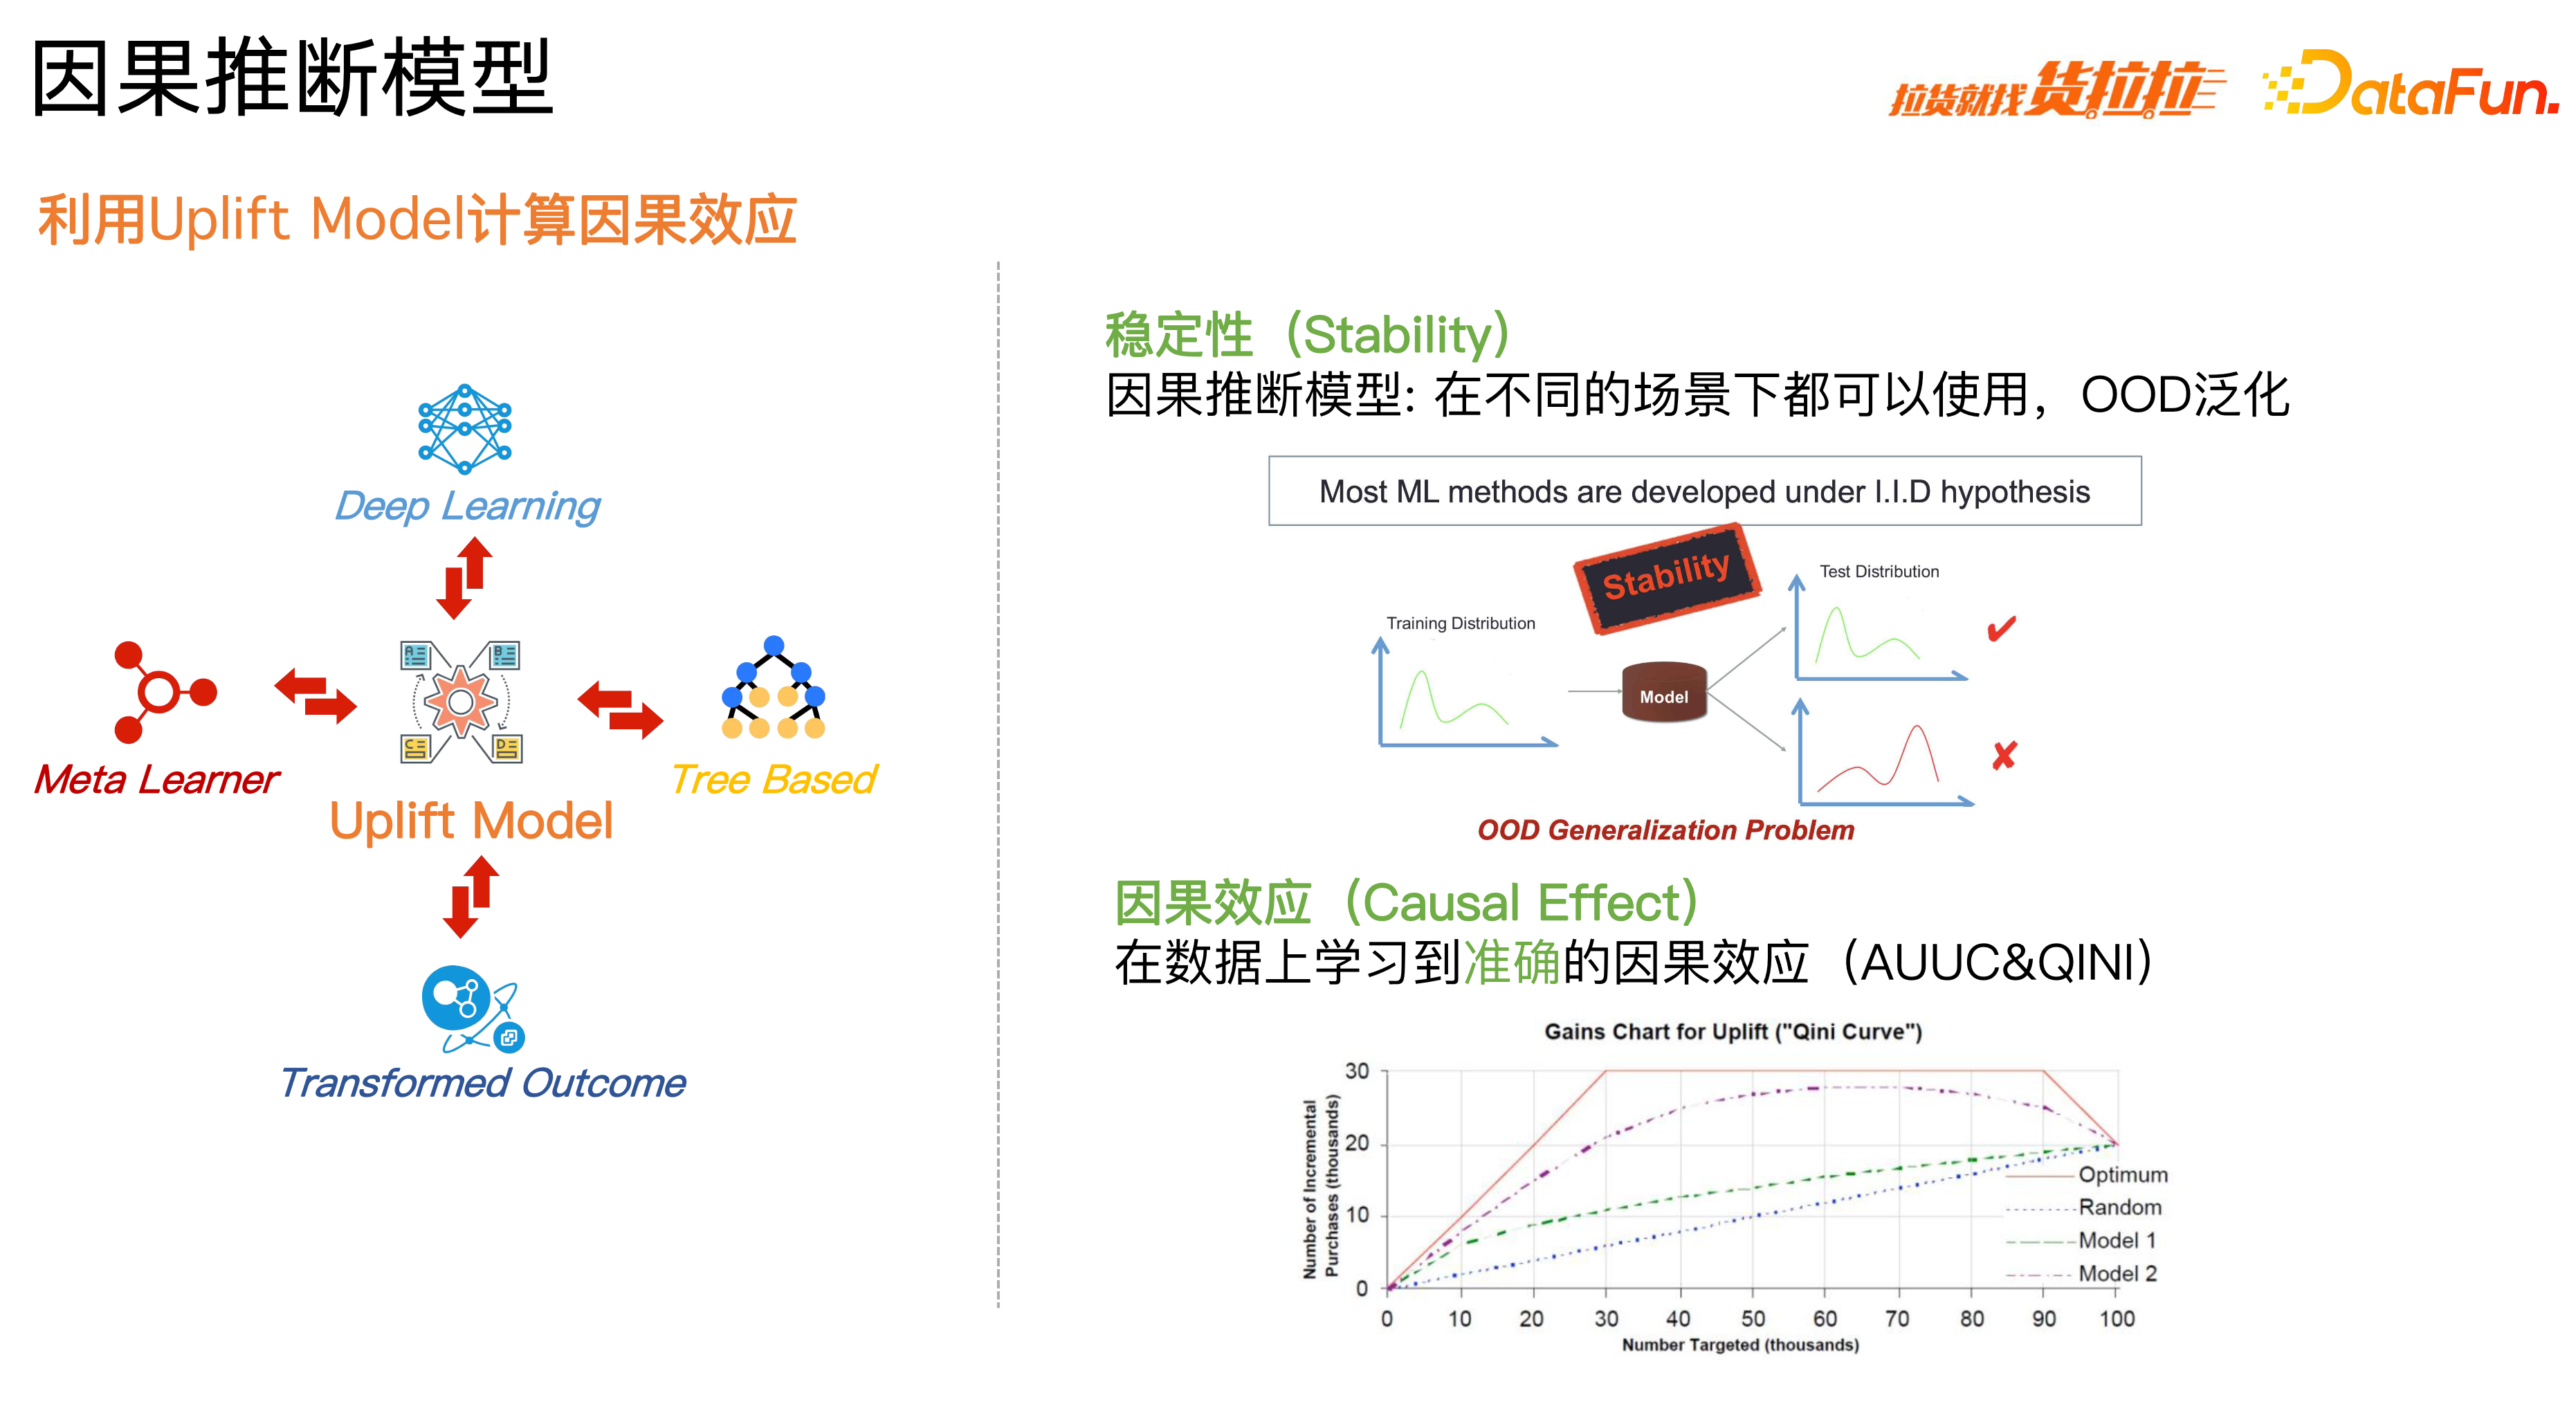 因果推断模型
拉货就找货拉拉
DataFun.
利用Uplift Model计算因果效应
Deep Learning
A
B
C
D
Meta Learner
Tree Based
Uplift Model
Transformed Outcome
稳定性（Stability）
因果推断模型: 在不同的场景下都可以使用，OOD泛化
Most ML methods are developed under I.I.D hypothesis
Stability
Test Distribution
Training Distribution
Model
OOD Generalization Problem
因果效应（Causal Effect）
在数据上学习到准确的因果效应（AUUC&QINI）
Gains Chart for Uplift ("Qini Curve")
Number of Incremental
Purchases (thousands)
30
20
10
0
Optimum
Random
Model 1
Model 2
0 10 20 30 40 50 60 70 80 90 100
Number Targeted (thousands)